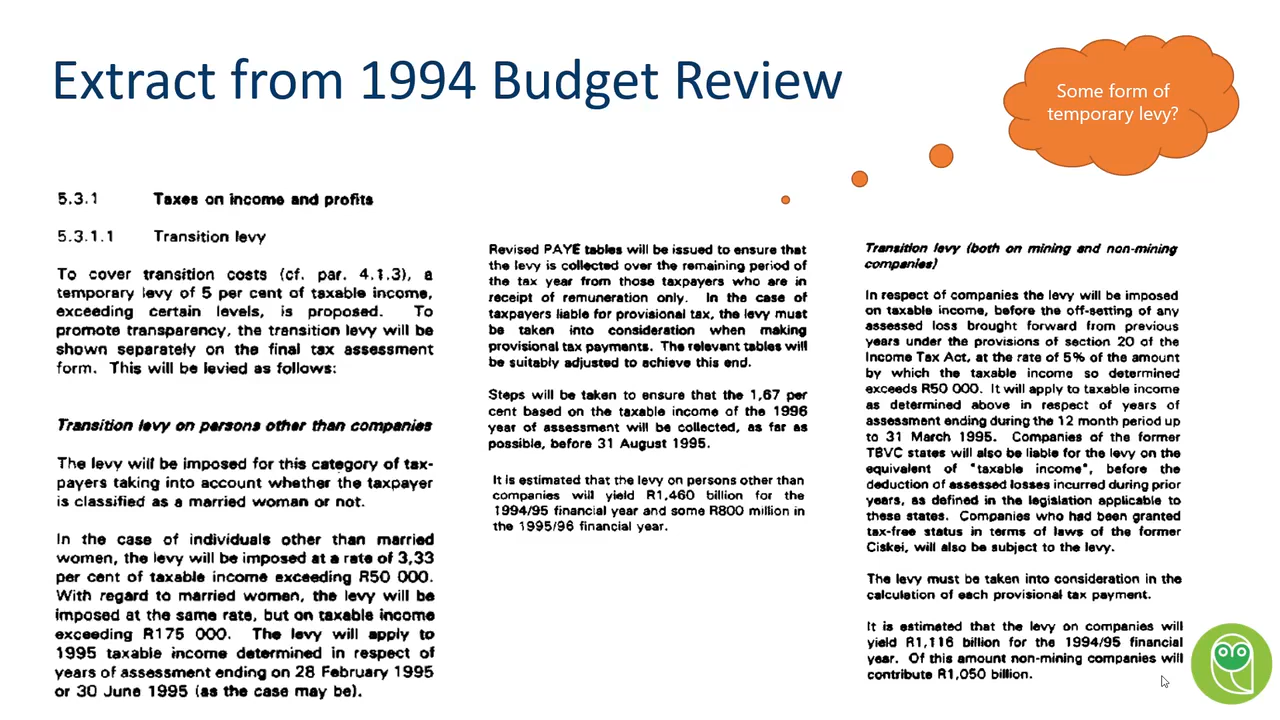 Extract from 1994 Budget Review
Some form of
temporary levy?
5.3.1 Taxes on income and profits
5.3.1.1 Transition levy
To cover transition costs (cf. par. 4.1.3), a
temporary levy of 5 per cent of taxable income,
exceeding certain levels, is proposed. To
promote transparency, the transition levy will be
shown separately on the final tax assessment
form. This will be levied as follows:
Transition levy on persons other than companies
The levy will be imposed for this category of tax-
payers taking into account whether the taxpayer
is classified as a married woman or not.
In the case of individuals other than married
women, the levy will be imposed at a rate of 3,33
per cent of taxable income exceeding R50 000.
With regard to married women, the levy will be
imposed at the same rate, but on taxable income
exceeding R175 000. The levy will apply to
1995 taxable income determined in respect of
years of assessment ending on 28 February 1995
or 30 June 1995 (as the case may be).
Revised PAYE tables will be issued to ensure that
the levy is collected over the remaining period of
the tax year from those taxpayers who are in
receipt of remuneration only. In the case of
taxpayers liable for provisional tax, the levy must
be taken into consideration when making
provisional tax payments. The relevant tables will
be suitably adjusted to achieve this end.
Steps will be taken to ensure that the 1,67 per
cent based on the taxable income of the 1996
year of assessment will be collected, as far as
possible, before 31 August 1995.
It is estimated that the levy on persons other than
companies will yield R1,460 billion for the
1994/95 financial year and some R800 million in
the 1995/96 financial year.
Transition levy (both on mining and non-mining
companies)
In respect of companies the levy will be imposed
on taxable income, before the off-setting of any
assessed loss brought forward from previous
years under the provisions of section 20 of the
Income Tax Act, at the rate of 5% of the amount
by which the taxable income so determined
exceeds R50 000. It will apply to taxable income
as determined above in respect of years of
assessment ending during the 12 month period up
to 31 March 1995. Companies of the former
TBVC states will also be liable for the levy on the
equivalent of "taxable income", before the
deduction of assessed losses incurred during prior
years, as defined in the legislation applicable to
these states. Companies who had been granted
tax-free status in terms of laws of the former
Ciskei, will also be subject to the levy.
The levy must be taken into consideration in the
calculation of each provisional tax payment.
It is estimated that the levy on companies will
yield R1,116 billion for the 1994/95 financial
year. Of this amount non-mining companies will
contribute R1,050 billion.